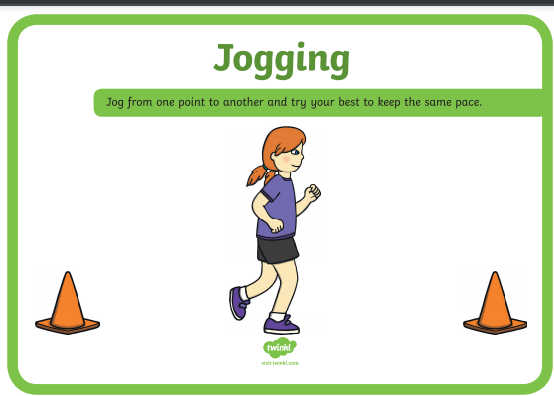 Jogging
Jog from one point to another and try your best to keep the same pace.
twinkl
visit twinkl.com